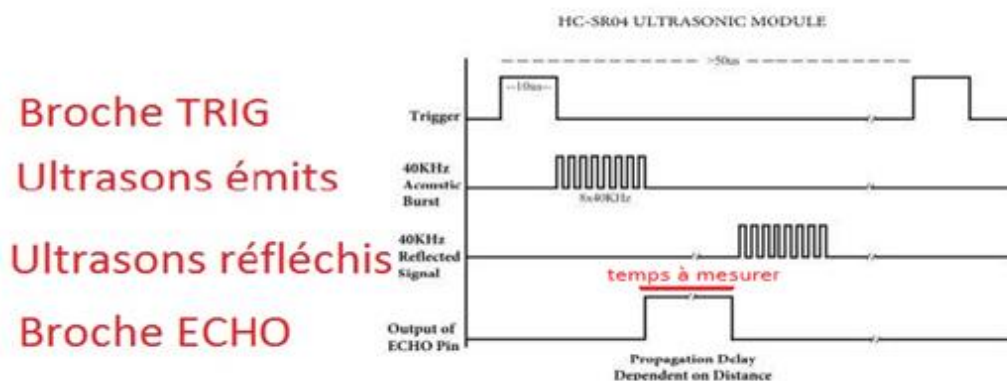 HC-SR04 ULTRASONIC MODULE
>50us
--10us--
Broche TRIG
Trigger
Ultrasons émits
40KHz
Acoustic
Burst
8x40KHz
Ultrasons réfléchis
40KHz
Reflected
Signal
temps à mesurer
Broche ECHO
Output of
ECHO Pin
Propagation Delay
Dependent on Distance